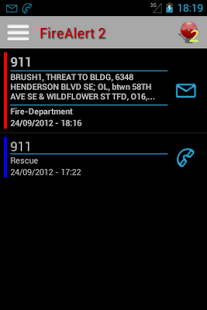 3G 18:19
FireAlert 2
2
911
BRUSH1, THREAT TO BLDG, 6348
HENDERSON BLVD SE; OL, btwn 58TH
AVE SE & WILDFLOWER ST TFD, O16,...
Fire-Department
24/09/2012 - 18:16
911
Rescue
24/09/2012 - 17:22